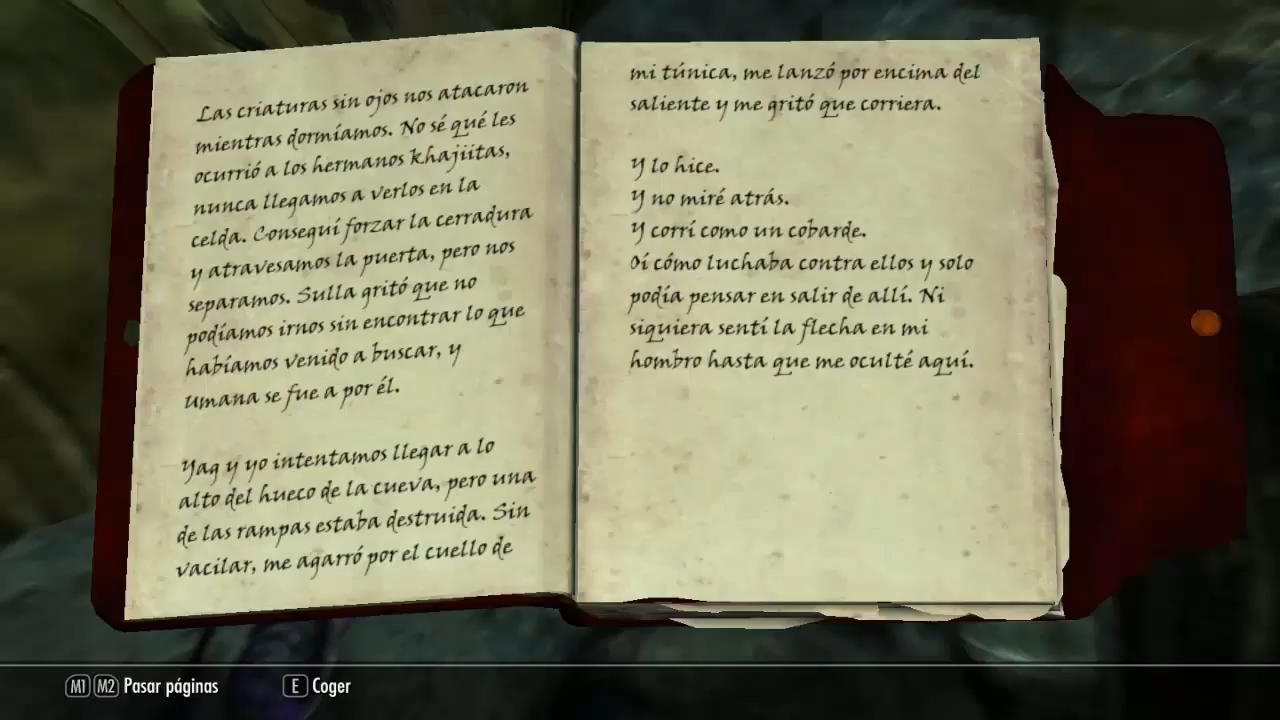 Las criaturas sin ojos nos atacaron
mientras dormíamos. No sé qué les
ocurrió a los hermanos khajiitas,
nunca llegamos a verlos en la
celda. Conseguí forzar la cerradura
y atravesamos la puerta, pero nos
separamos. Sulla gritó que no
podíamos irnos sin encontrar lo que
habíamos venido a buscar, y
Umana se fue a por él.
Yag y yo intentamos llegar a lo
alto del hueco de la cueva, pero una
de las rampas estaba destruida. Sin
vacilar, me agarró por el cuello de
mi túnica, me lanzó por encima del
saliente y me gritó que corriera.
Y lo hice.
Y no miré atrás.
Y corrí como un cobarde.
Oí cómo luchaba contra ellos y solo
podía pensar en salir de allí. Ni
siquiera sentí la flecha en mi
hombro hasta que me oculté aquí.
M1 M2 Pasar páginas E Coger